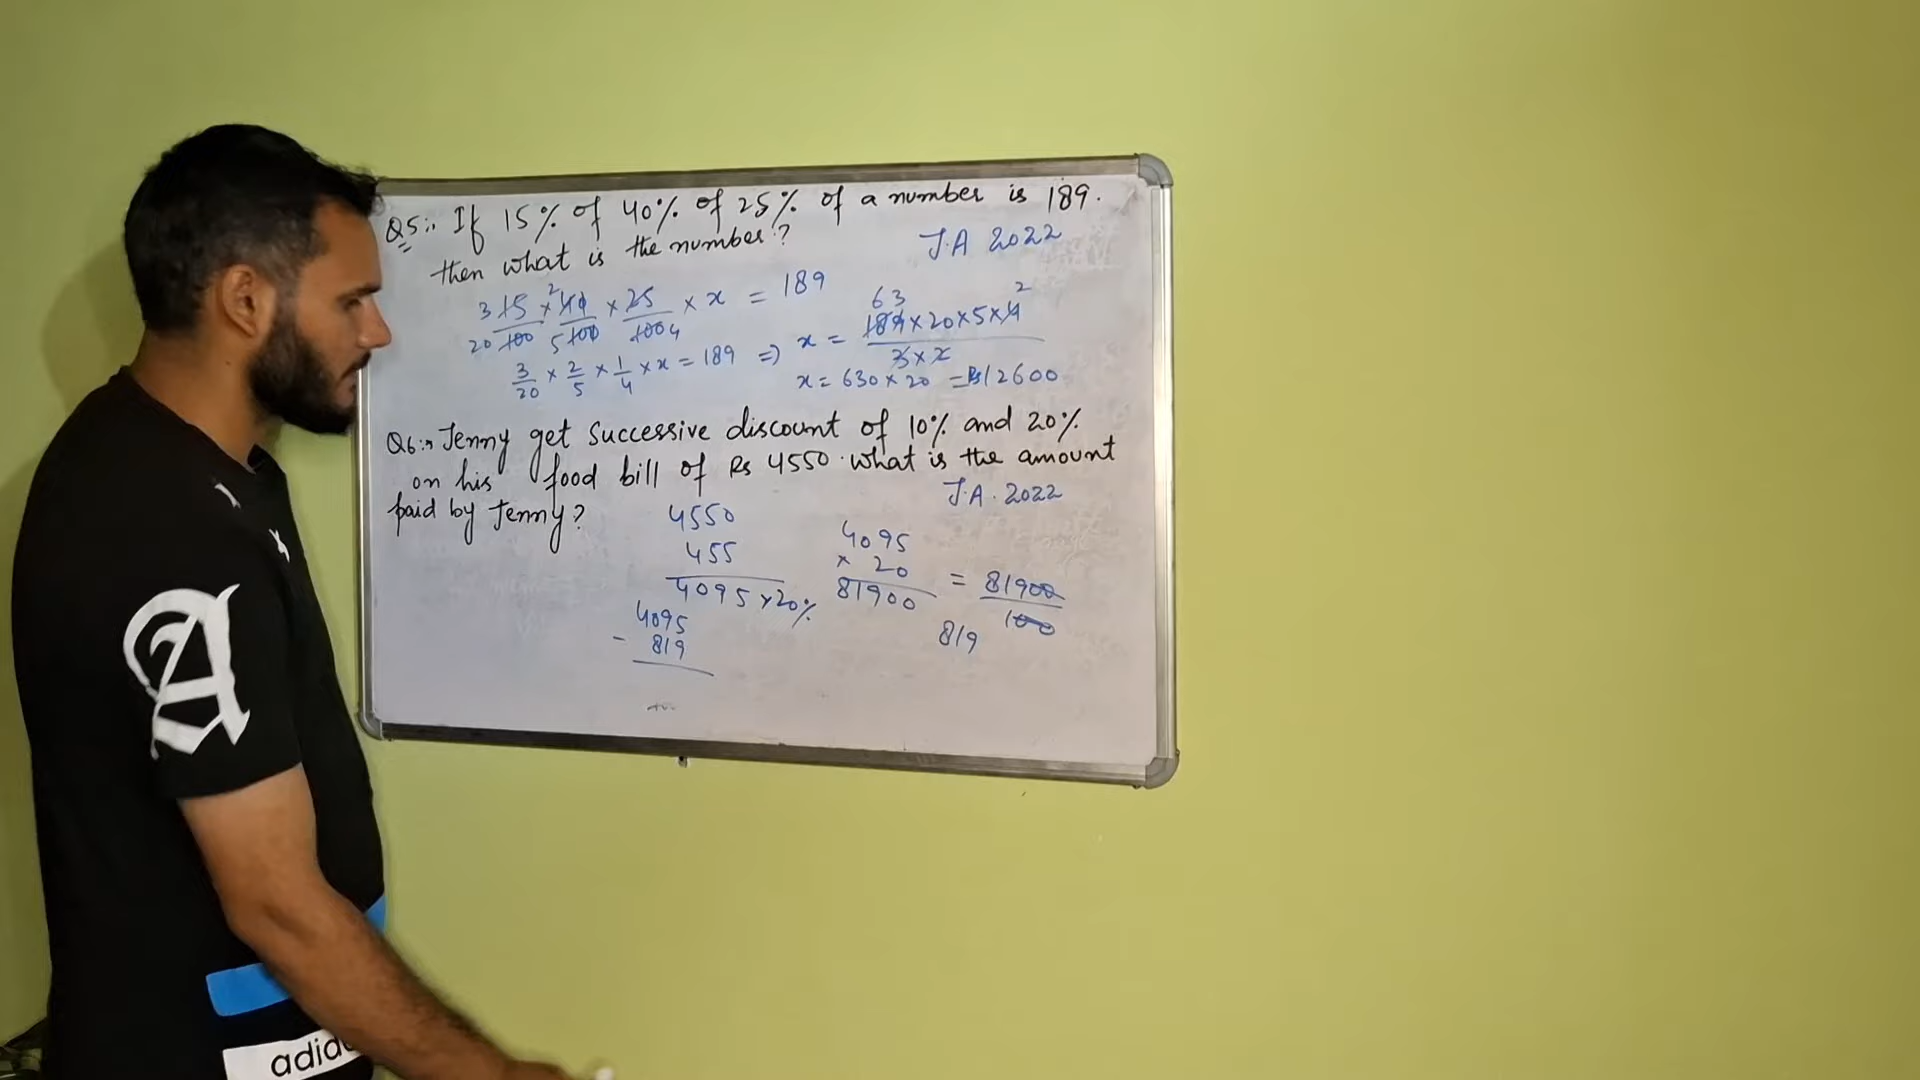 Q5:: If 15% of 40% of 25% of a number is 189.
then what is the number?
J.A 2022
3 15/100 20 × 2 40/100 5 × 25/100 4 × x = 189
3/20 × 2/5 × 1/4 × x = 189 => x = 63 189×20×5×4 2 / 3×2
x = 630×20 = Rs12600
Q6:: Jenny get Successive discount of 10% and 20%
on his food bill of Rs 4550. what is the amount
paid by Jenny?
J.A. 2022
4550
455
4095×20%
4095
- 819
4095
× 20
81900
= 81900/100
819
A
adida